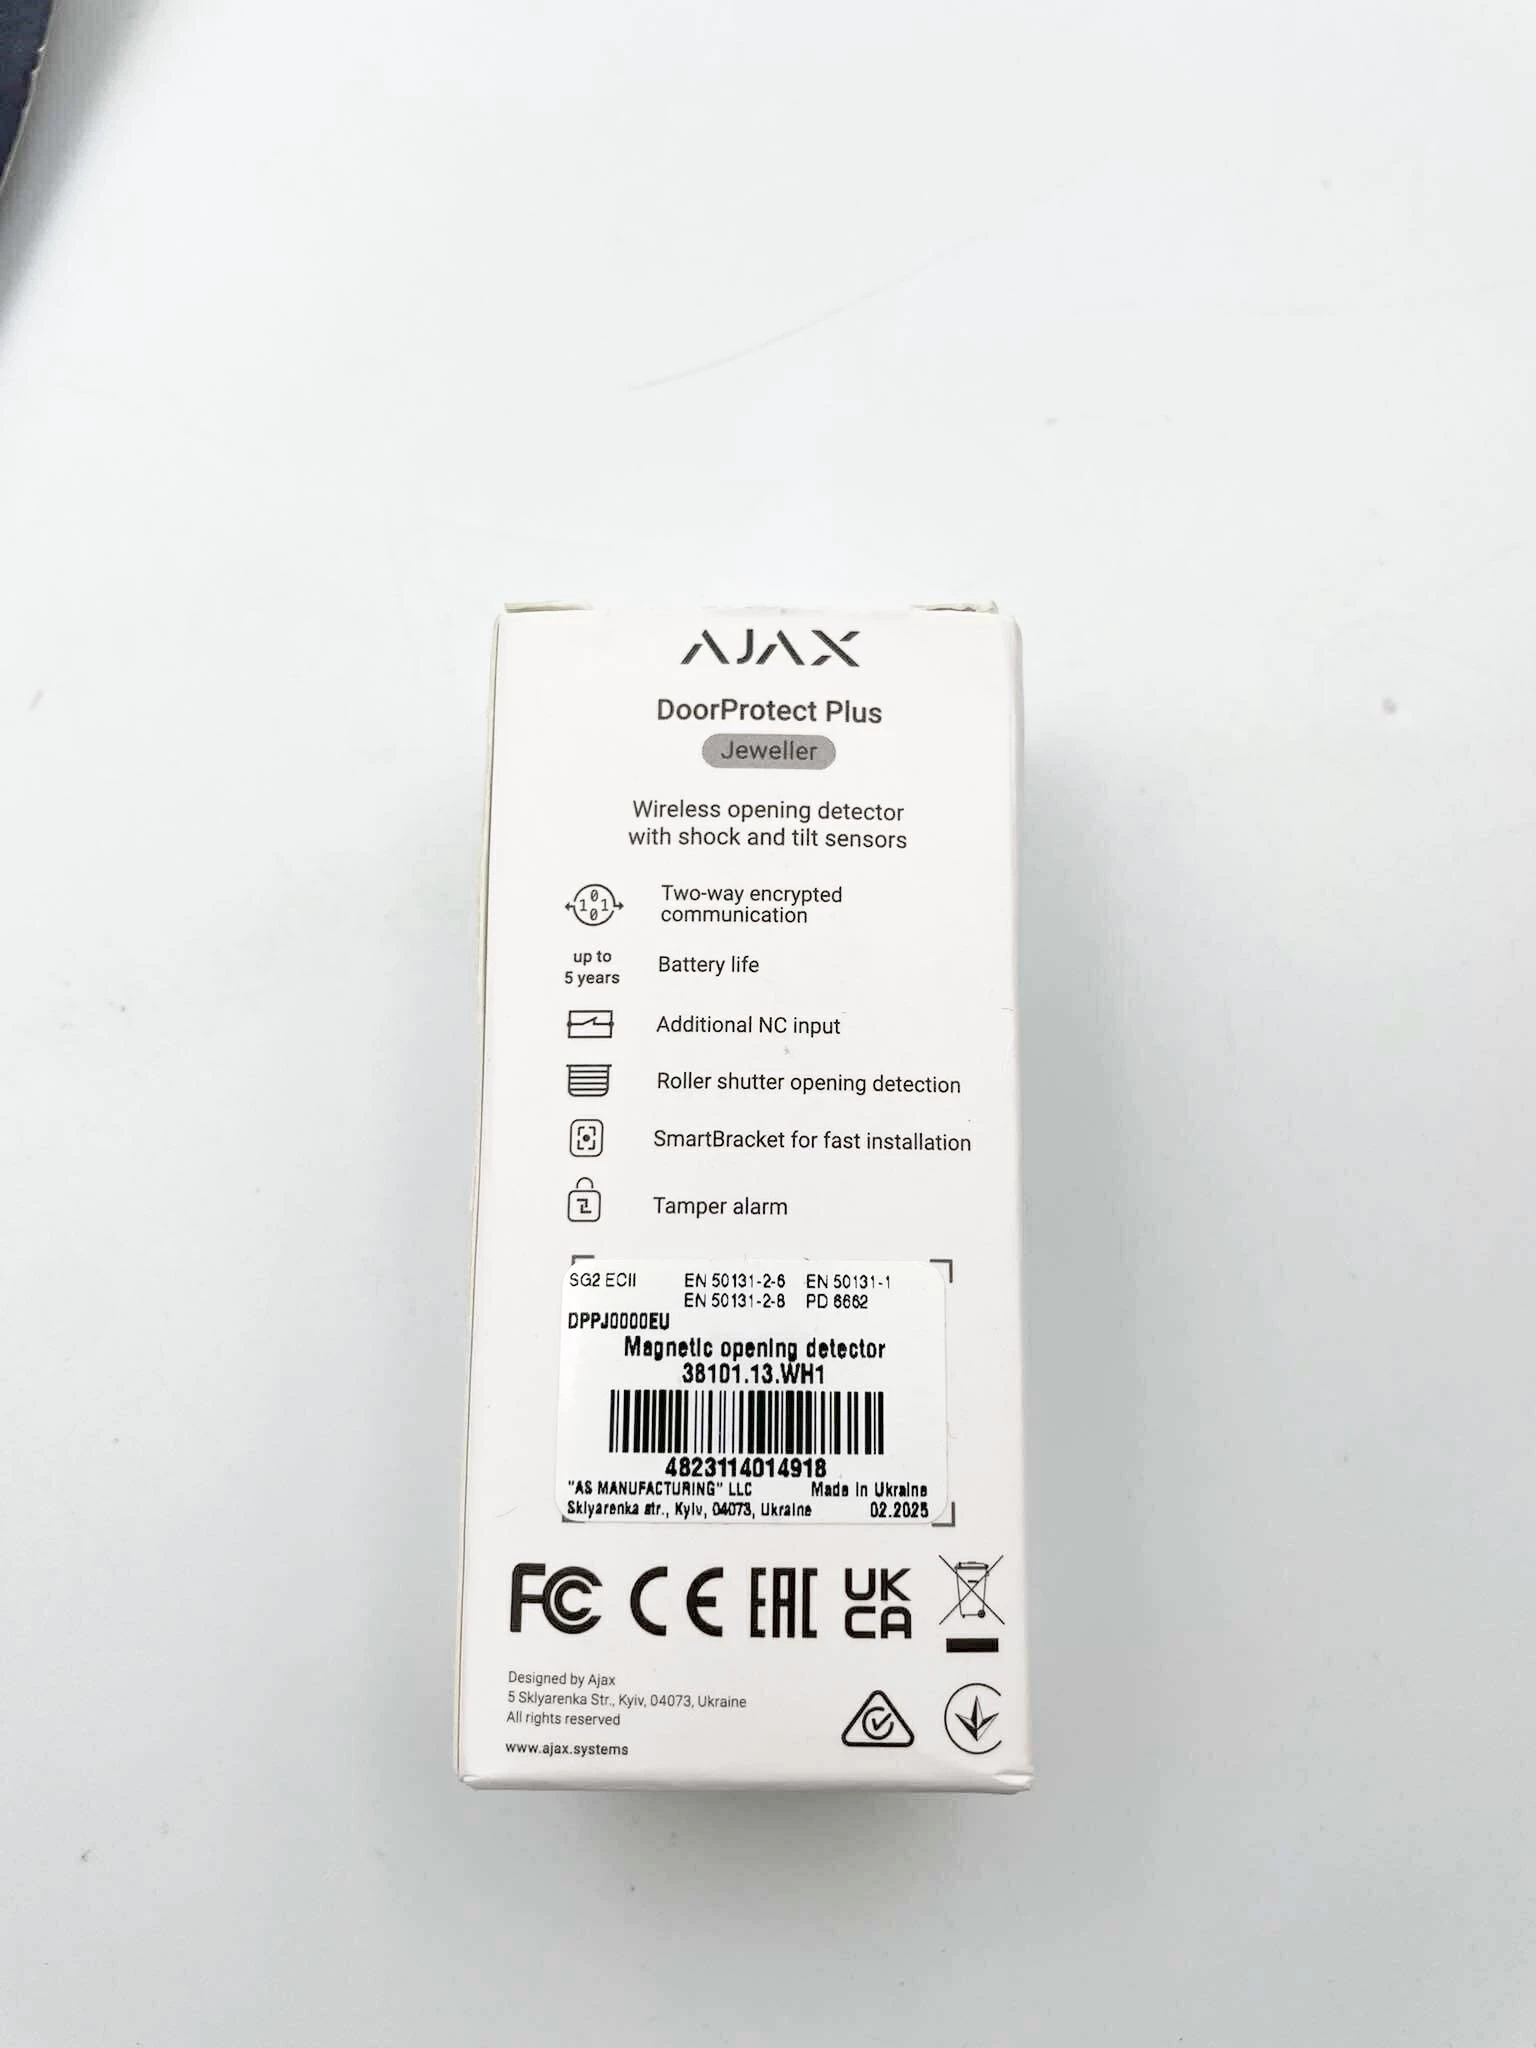 AJAX
DoorProtect Plus
Jeweller
Wireless opening detector
with shock and tilt sensors
Two-way encrypted
communication
up to
5 years
Battery life
Additional NC input
Roller shutter opening detection
SmartBracket for fast installation
Tamper alarm
SG2 ECII EN 50131-2-6 EN 50131-1
EN 50131-2-8 PD 6662
DPPJ0000EU
Magnetic opening detector
38101.13.WH1
4823114014918
"AS MANUFACTURING" LLC Made in Ukraine
Sklyarenka str., Kyiv, 04073, Ukraine 02.2025
FC CE EAC UK
CA
Designed by Ajax
5 Sklyarenka Str., Kyiv, 04073, Ukraine
All rights reserved
www.ajax.systems